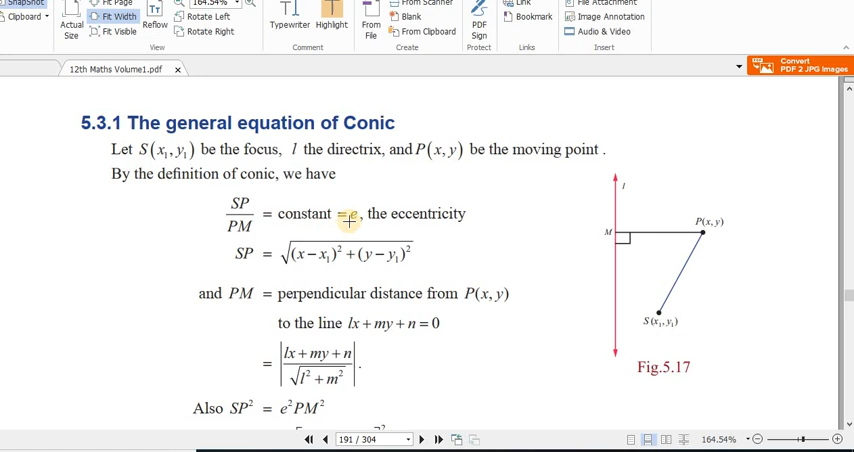 SnapShot
Clipboard
Actual Size
Fit Page
Fit Width
Fit Visible
Reflow
164.54%
Rotate Left
Rotate Right
View
Typewriter
Highlight
Comment
From File
From Scanner
Blank
From Clipboard
Create
PDF Sign
Protect
Link
Bookmark
Links
File Attachment
Image Annotation
Audio & Video
Insert
12th Maths Volume1.pdf ×
Convert
PDF 2 JPG Images
5.3.1 The general equation of Conic
Let S(x₁, y₁) be the focus, l the directrix, and P(x, y) be the moving point .
By the definition of conic, we have
SP/PM = constant = e, the eccentricity
SP = √((x − x₁)² + (y − y₁)²)
and PM = perpendicular distance from P(x, y)
to the line lx + my + n = 0
= |(lx + my + n)/√(l² + m²)| .
Also SP² = e²PM²
l
P(x, y)
M
S(x₁, y₁)
Fig.5.17
191 / 304
164.54%